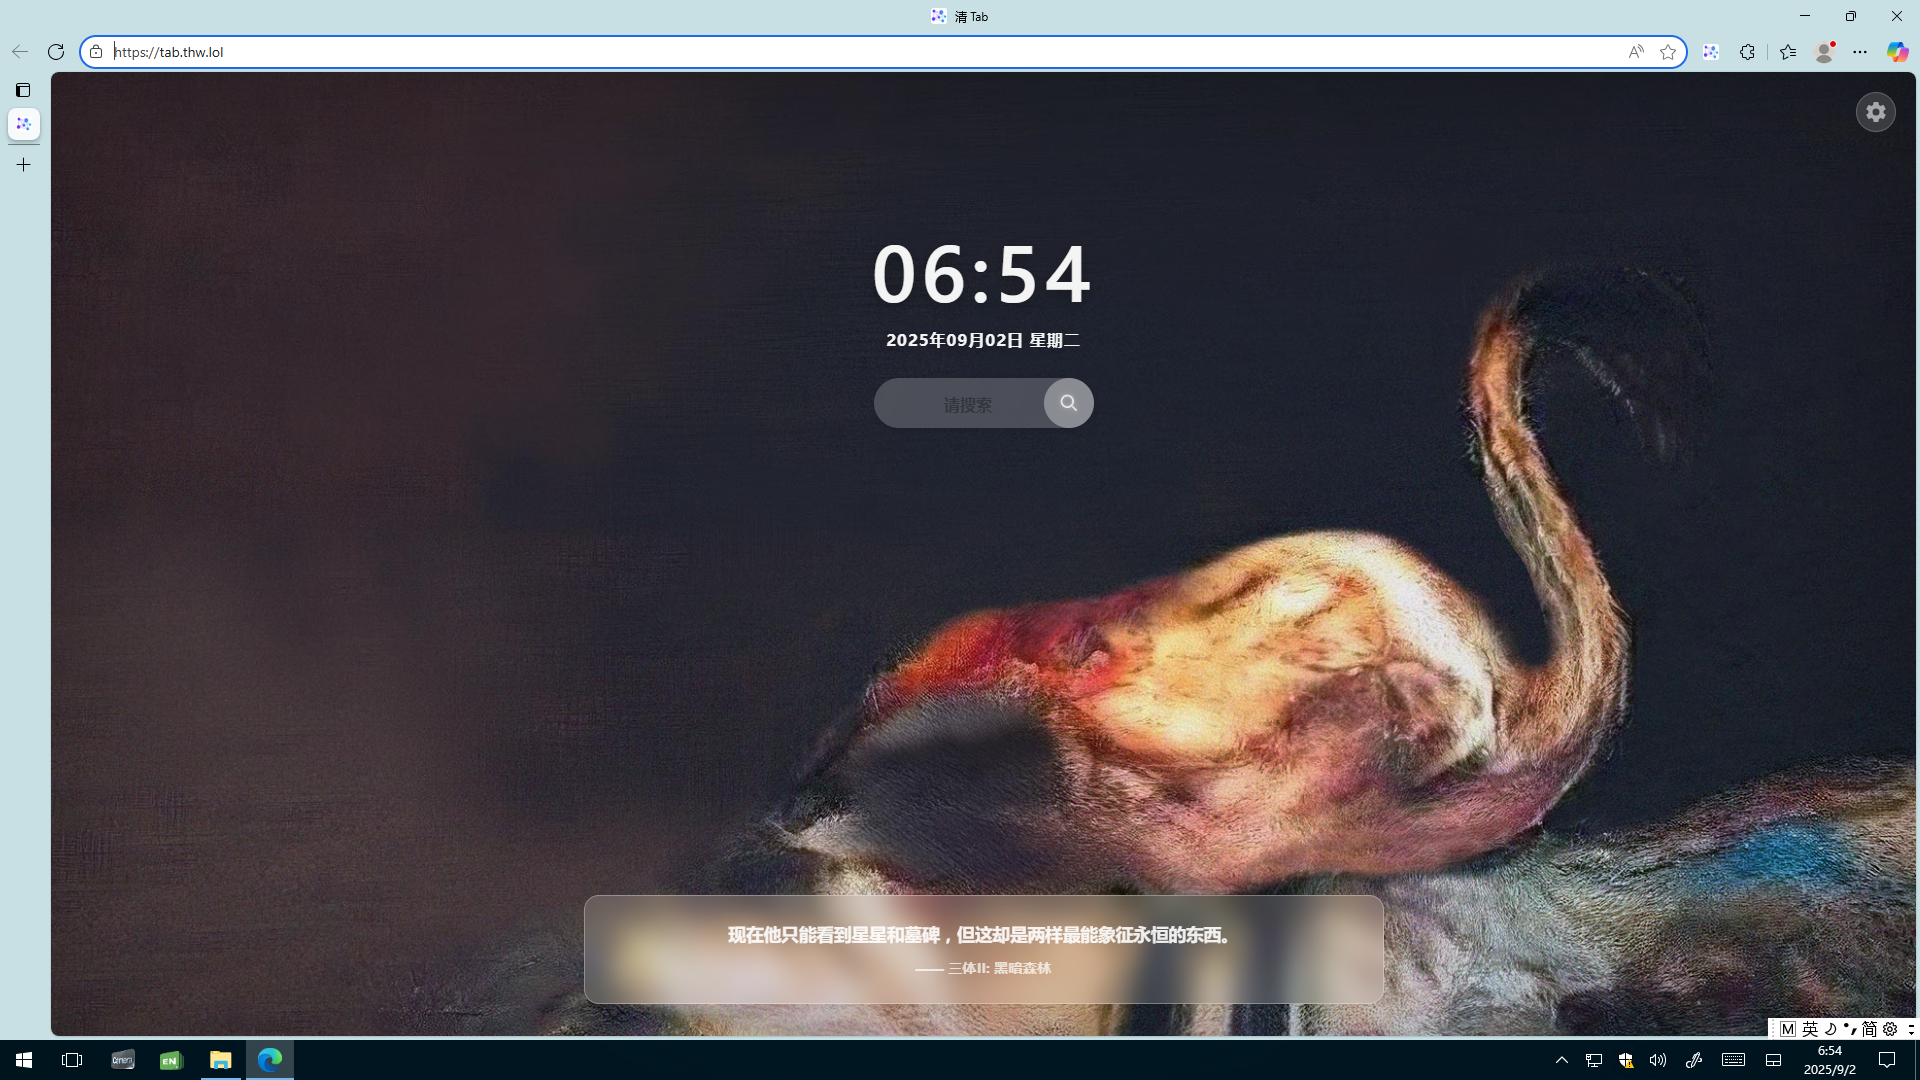 清 Tab
https://tab.thw.lol
06:54
2025年09月02日 星期二
请搜索
现在他只能看到星星和墓碑，但这却是两样最能象征永恒的东西。
—— 三体II: 黑暗森林
M 英 简
Camera
EN
6:54
2025/9/2